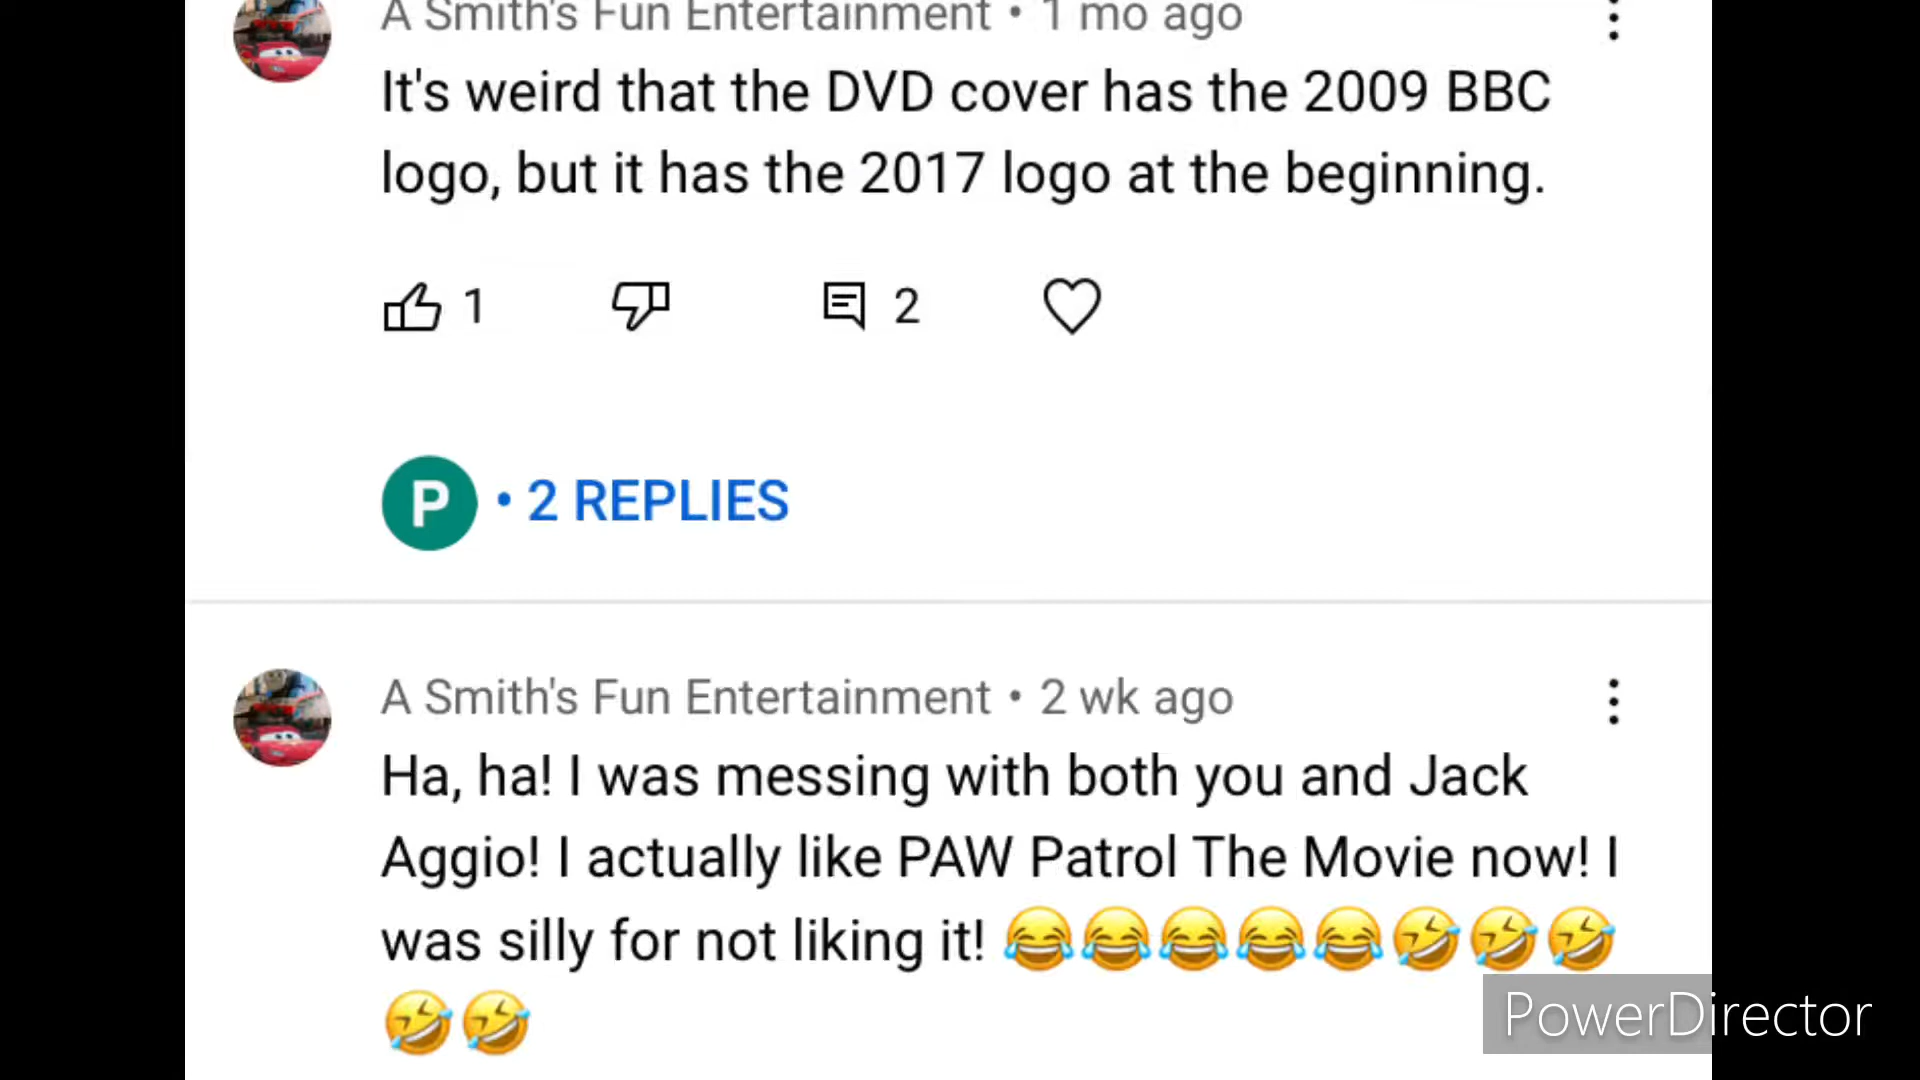 A Smith's Fun Entertainment • 1 mo ago
It's weird that the DVD cover has the 2009 BBC
logo, but it has the 2017 logo at the beginning.
1 2
P • 2 REPLIES
A Smith's Fun Entertainment • 2 wk ago
Ha, ha! I was messing with both you and Jack
Aggio! I actually like PAW Patrol The Movie now! I
was silly for not liking it! 😂😂😂😂😂🤣🤣🤣
🤣🤣
PowerDirector